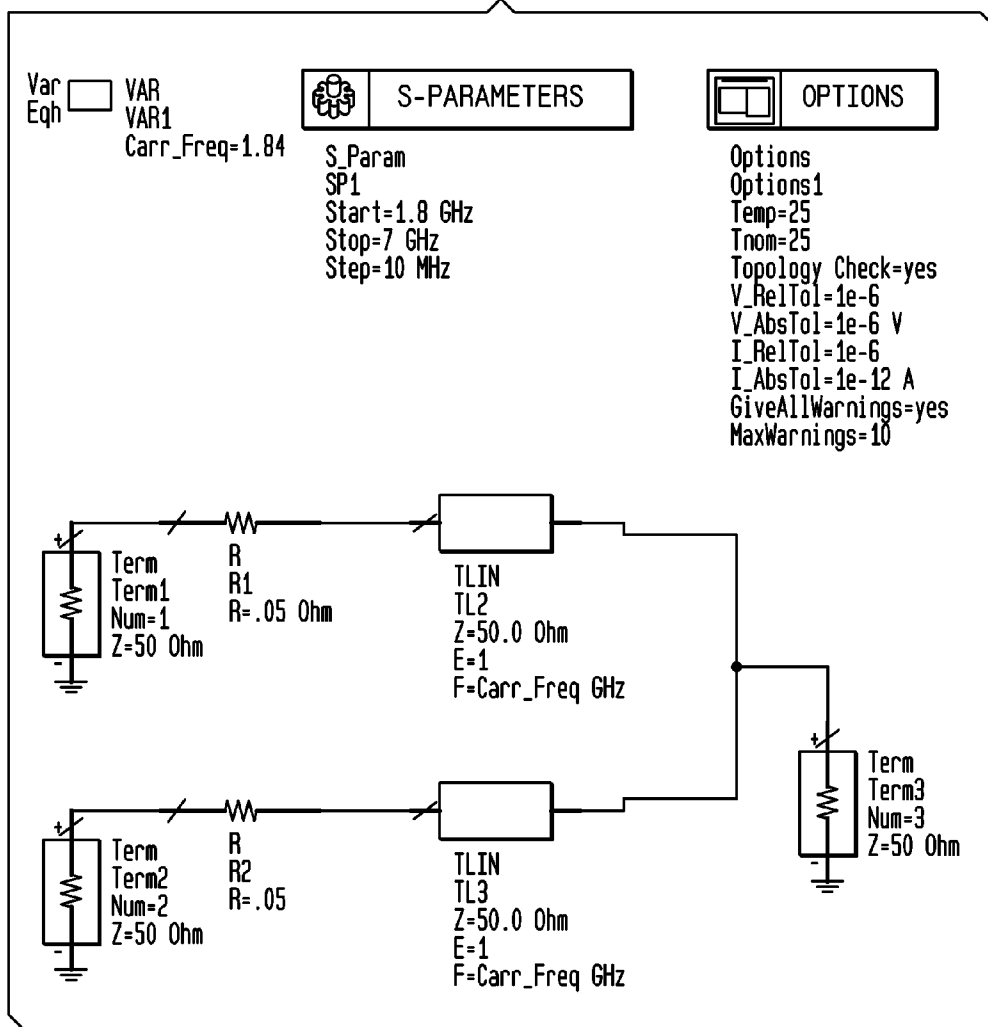 Var
Eqh
VAR
VAR1
Carr_Freq=1.84
S-PARAMETERS
S_Param
SP1
Start=1.8 GHz
Stop=7 GHz
Step=10 MHz
OPTIONS
Options
Options1
Temp=25
Tnom=25
Topology Check=yes
V_RelTol=1e-6
V_AbsTol=1e-6 V
I_RelTol=1e-6
I_AbsTol=1e-12 A
GiveAllWarnings=yes
MaxWarnings=10
+
-
Term
Term1
Num=1
Z=50 Ohm
R
R1
R=.05 Ohm
TLIN
TL2
Z=50.0 Ohm
E=1
F=Carr_Freq GHz
+
-
Term
Term2
Num=2
Z=50 Ohm
R
R2
R=.05
TLIN
TL3
Z=50.0 Ohm
E=1
F=Carr_Freq GHz
+
-
Term
Term3
Num=3
Z=50 Ohm